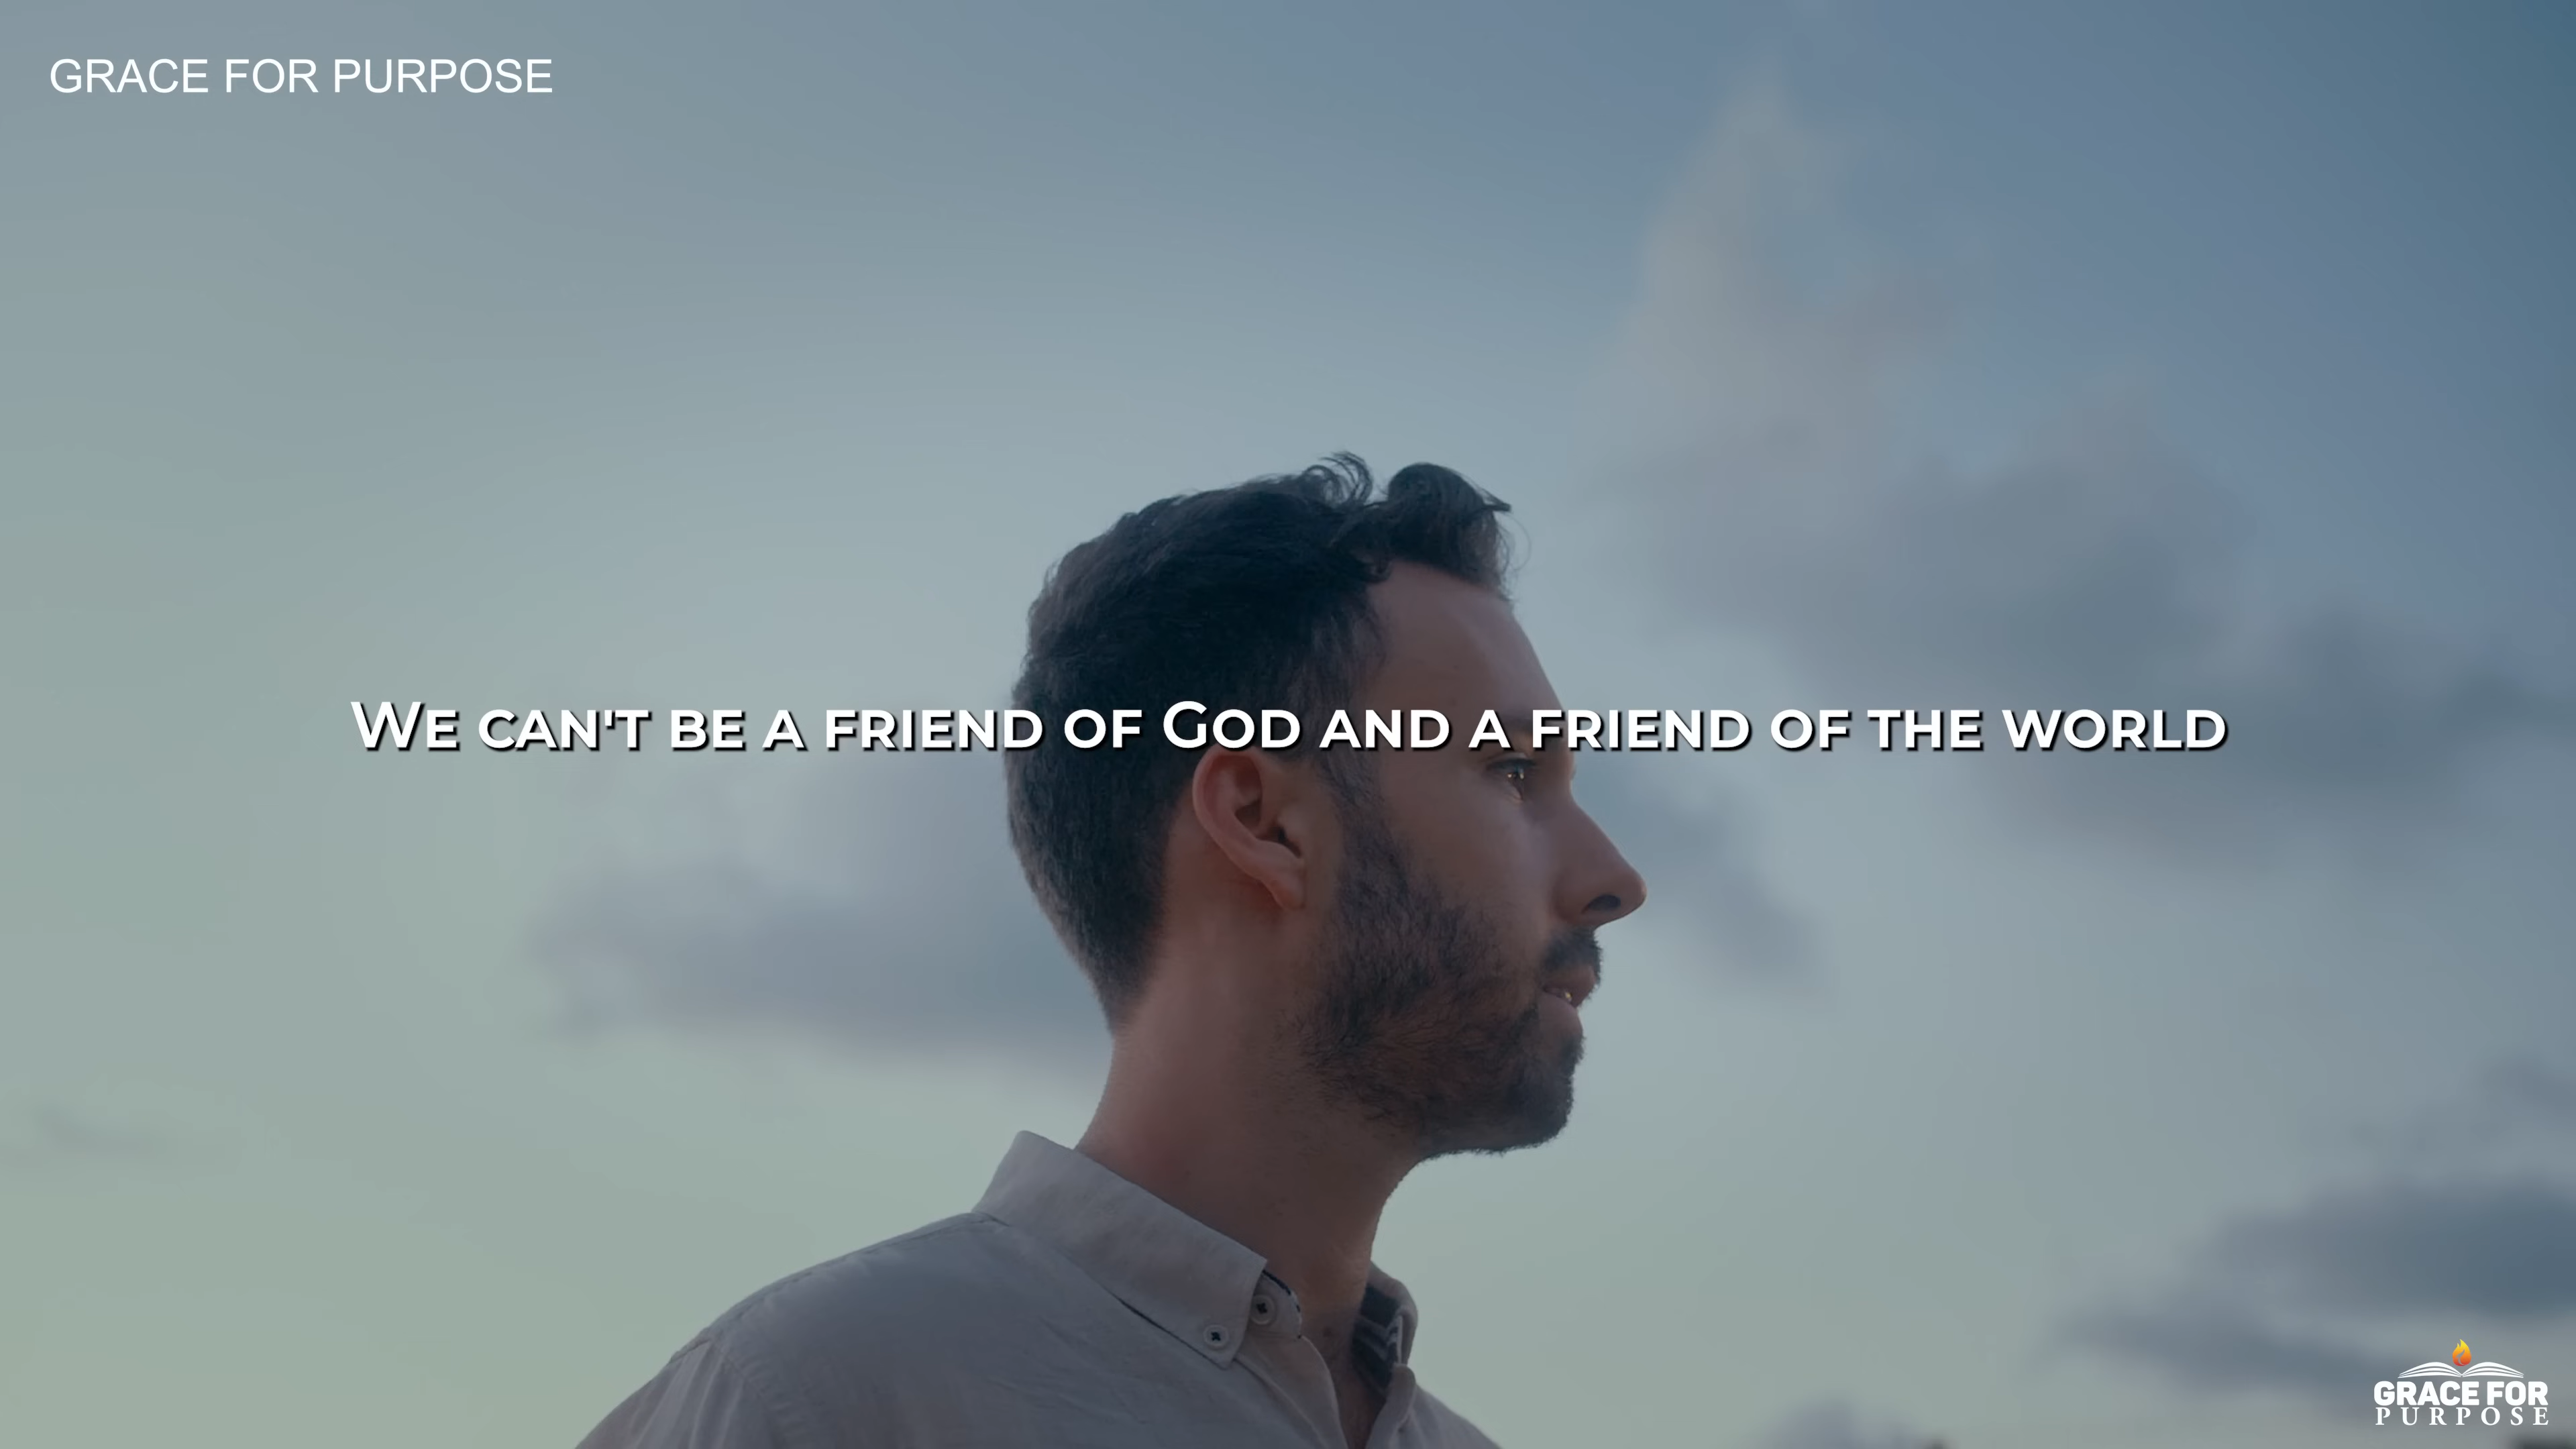 GRACE FOR PURPOSE
We can't be a friend of God and a friend of the world
GRACE FOR
PURPOSE